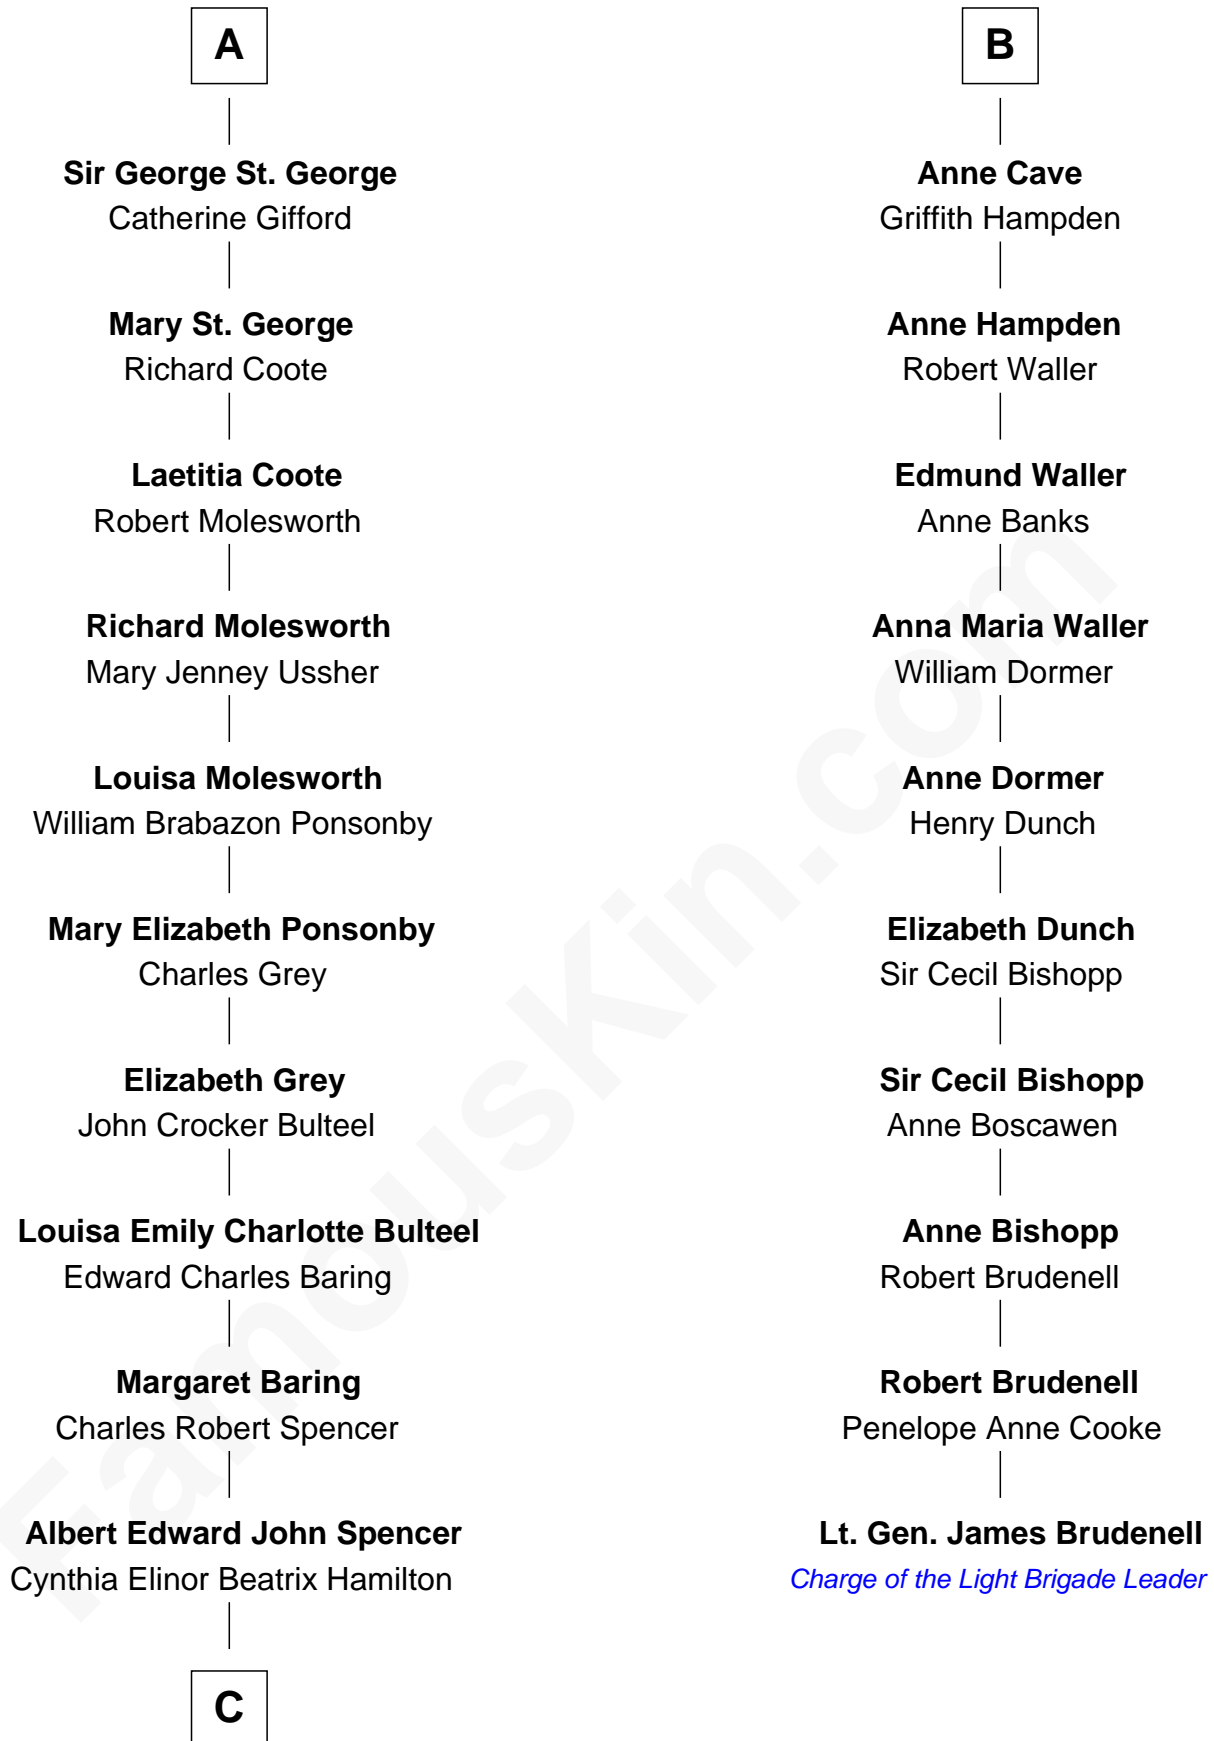 A
Sir George St. George
Catherine Gifford
Mary St. George
Richard Coote
Laetitia Coote
Robert Molesworth
Richard Molesworth
Mary Jenney Ussher
Louisa Molesworth
William Brabazon Ponsonby
Mary Elizabeth Ponsonby
Charles Grey
Elizabeth Grey
John Crocker Bulteel
Louisa Emily Charlotte Bulteel
Edward Charles Baring
Margaret Baring
Charles Robert Spencer
Albert Edward John Spencer
Cynthia Elinor Beatrix Hamilton
C
B
Anne Cave
Griffith Hampden
Anne Hampden
Robert Waller
Edmund Waller
Anne Banks
Anna Maria Waller
William Dormer
Anne Dormer
Henry Dunch
Elizabeth Dunch
Sir Cecil Bishopp
Sir Cecil Bishopp
Anne Boscawen
Anne Bishopp
Robert Brudenell
Robert Brudenell
Penelope Anne Cooke
Lt. Gen. James Brudenell
Charge of the Light Brigade Leader
FamousKin.com